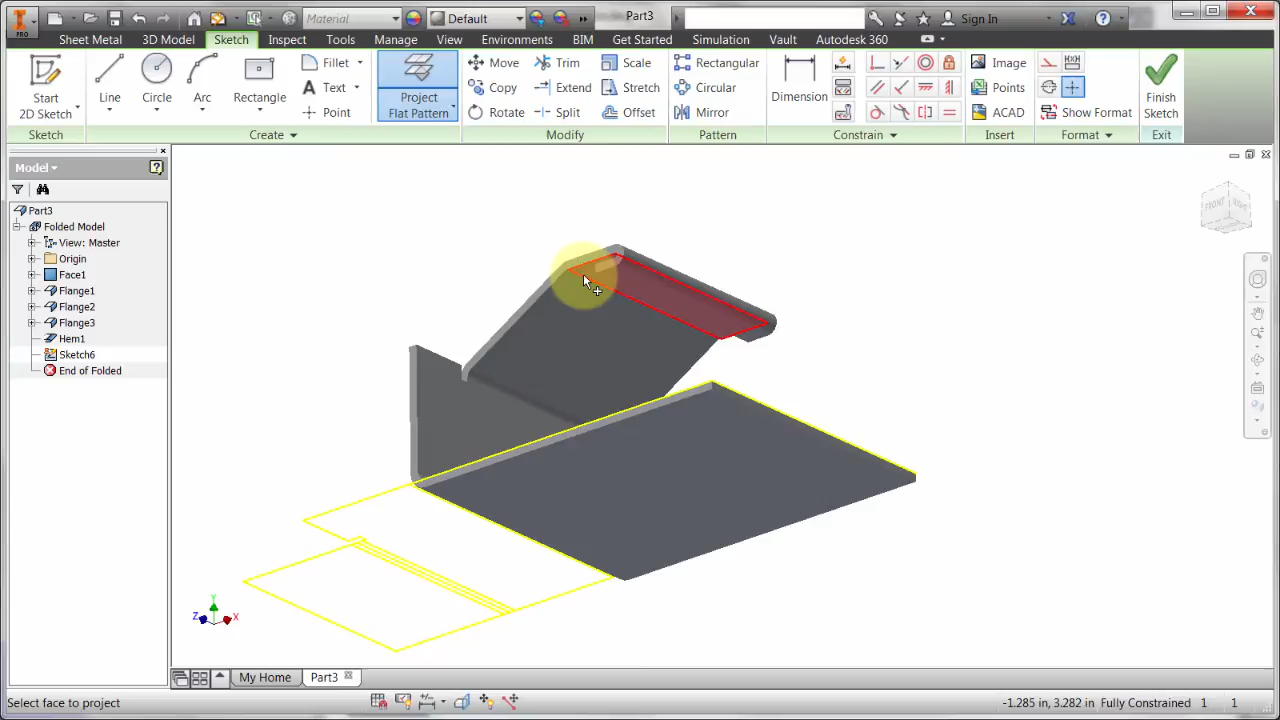 Material
Default
Part3
Sign In
PRO
Sheet Metal
3D Model
Sketch
Inspect
Tools
Manage
View
Environments
BIM
Get Started
Simulation
Vault
Autodesk 360
Start
2D Sketch
Line
Circle
Arc
Rectangle
Fillet
Text
Point
Project
Flat Pattern
Move
Copy
Rotate
Trim
Extend
Split
Scale
Stretch
Offset
Rectangular
Circular
Mirror
Dimension
Image
Points
ACAD
Show Format
Finish
Sketch
Sketch
Create
Modify
Pattern
Constrain
Insert
Format
Exit
Model
Part3
Folded Model
View: Master
Origin
Face1
Flange1
Flange2
Flange3
Hem1
Sketch6
End of Folded
FRONT
RIGHT
Y
Z
X
My Home
Part3
Select face to project
-1.285 in, 3.282 in Fully Constrained 1 1